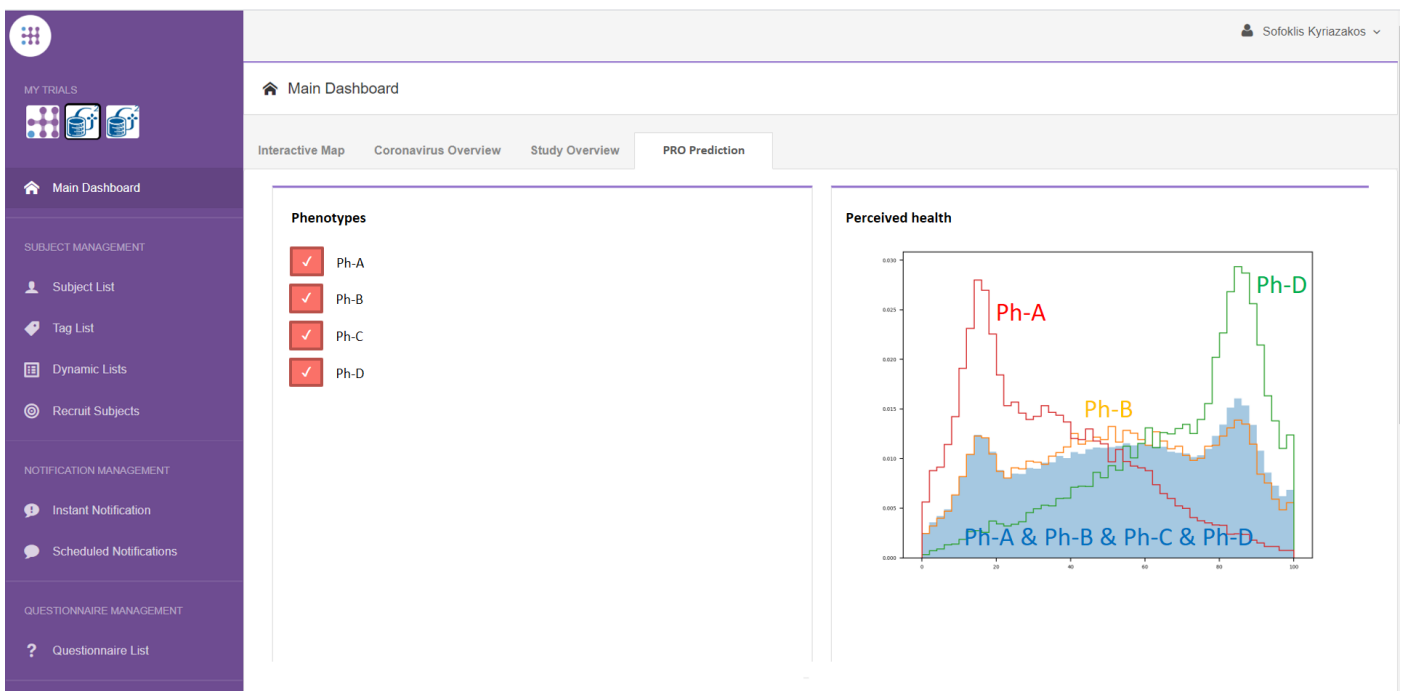 Sofoklis Kyriazakos
MY TRIALS
Main Dashboard
Interactive Map Coronavirus Overview Study Overview PRO Prediction
Main Dashboard
SUBJECT MANAGEMENT
Subject List
Tag List
Dynamic Lists
Recruit Subjects
NOTIFICATION MANAGEMENT
Instant Notification
Scheduled Notifications
QUESTIONNAIRE MANAGEMENT
? Questionnaire List
Phenotypes
Ph-A
Ph-B
Ph-C
Ph-D
Perceived health
0.030
0.025
0.020
0.015
0.010
0.005
0.000
Ph-A
Ph-D
Ph-B
Ph-A & Ph-B & Ph-C & Ph-D
0 20 40 60 80 100